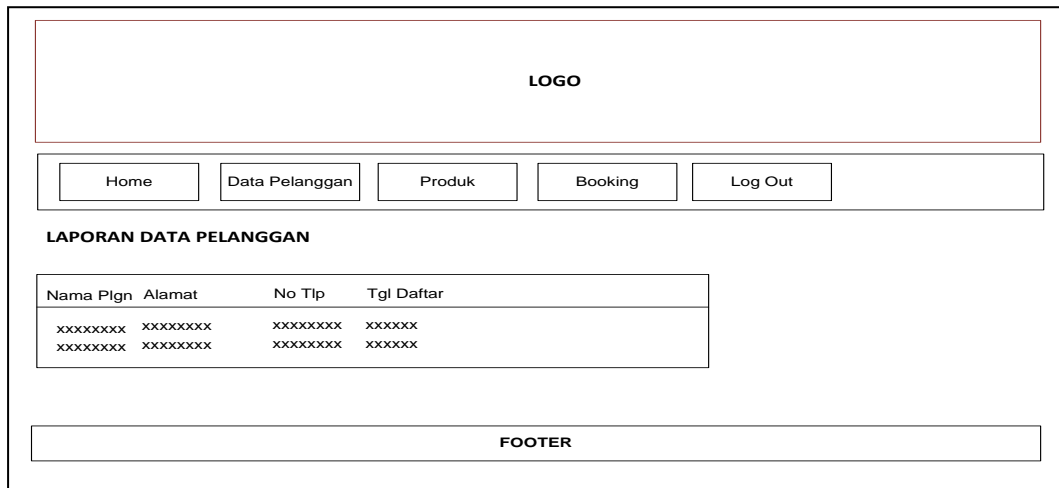 LOGO
Home Data Pelanggan Produk Booking Log Out
LAPORAN DATA PELANGGAN
Nama Plgn Alamat No Tlp Tgl Daftar
xxxxxxxx xxxxxxxx xxxxxxxx xxxxxx
xxxxxxxx xxxxxxxx xxxxxxxx xxxxxx
FOOTER